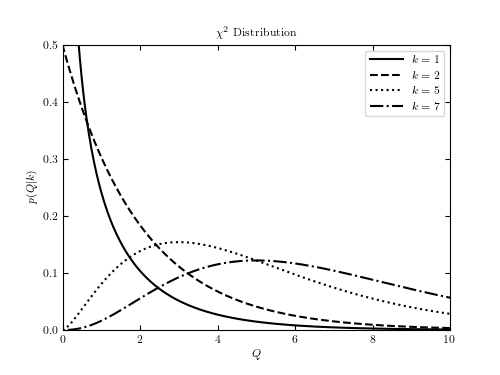 χ² Distribution
0.5
0.4
0.3
0.2
0.1
0.0
p(Q|k)
k = 1
k = 2
k = 5
k = 7
0 2 4 6 8 10
Q